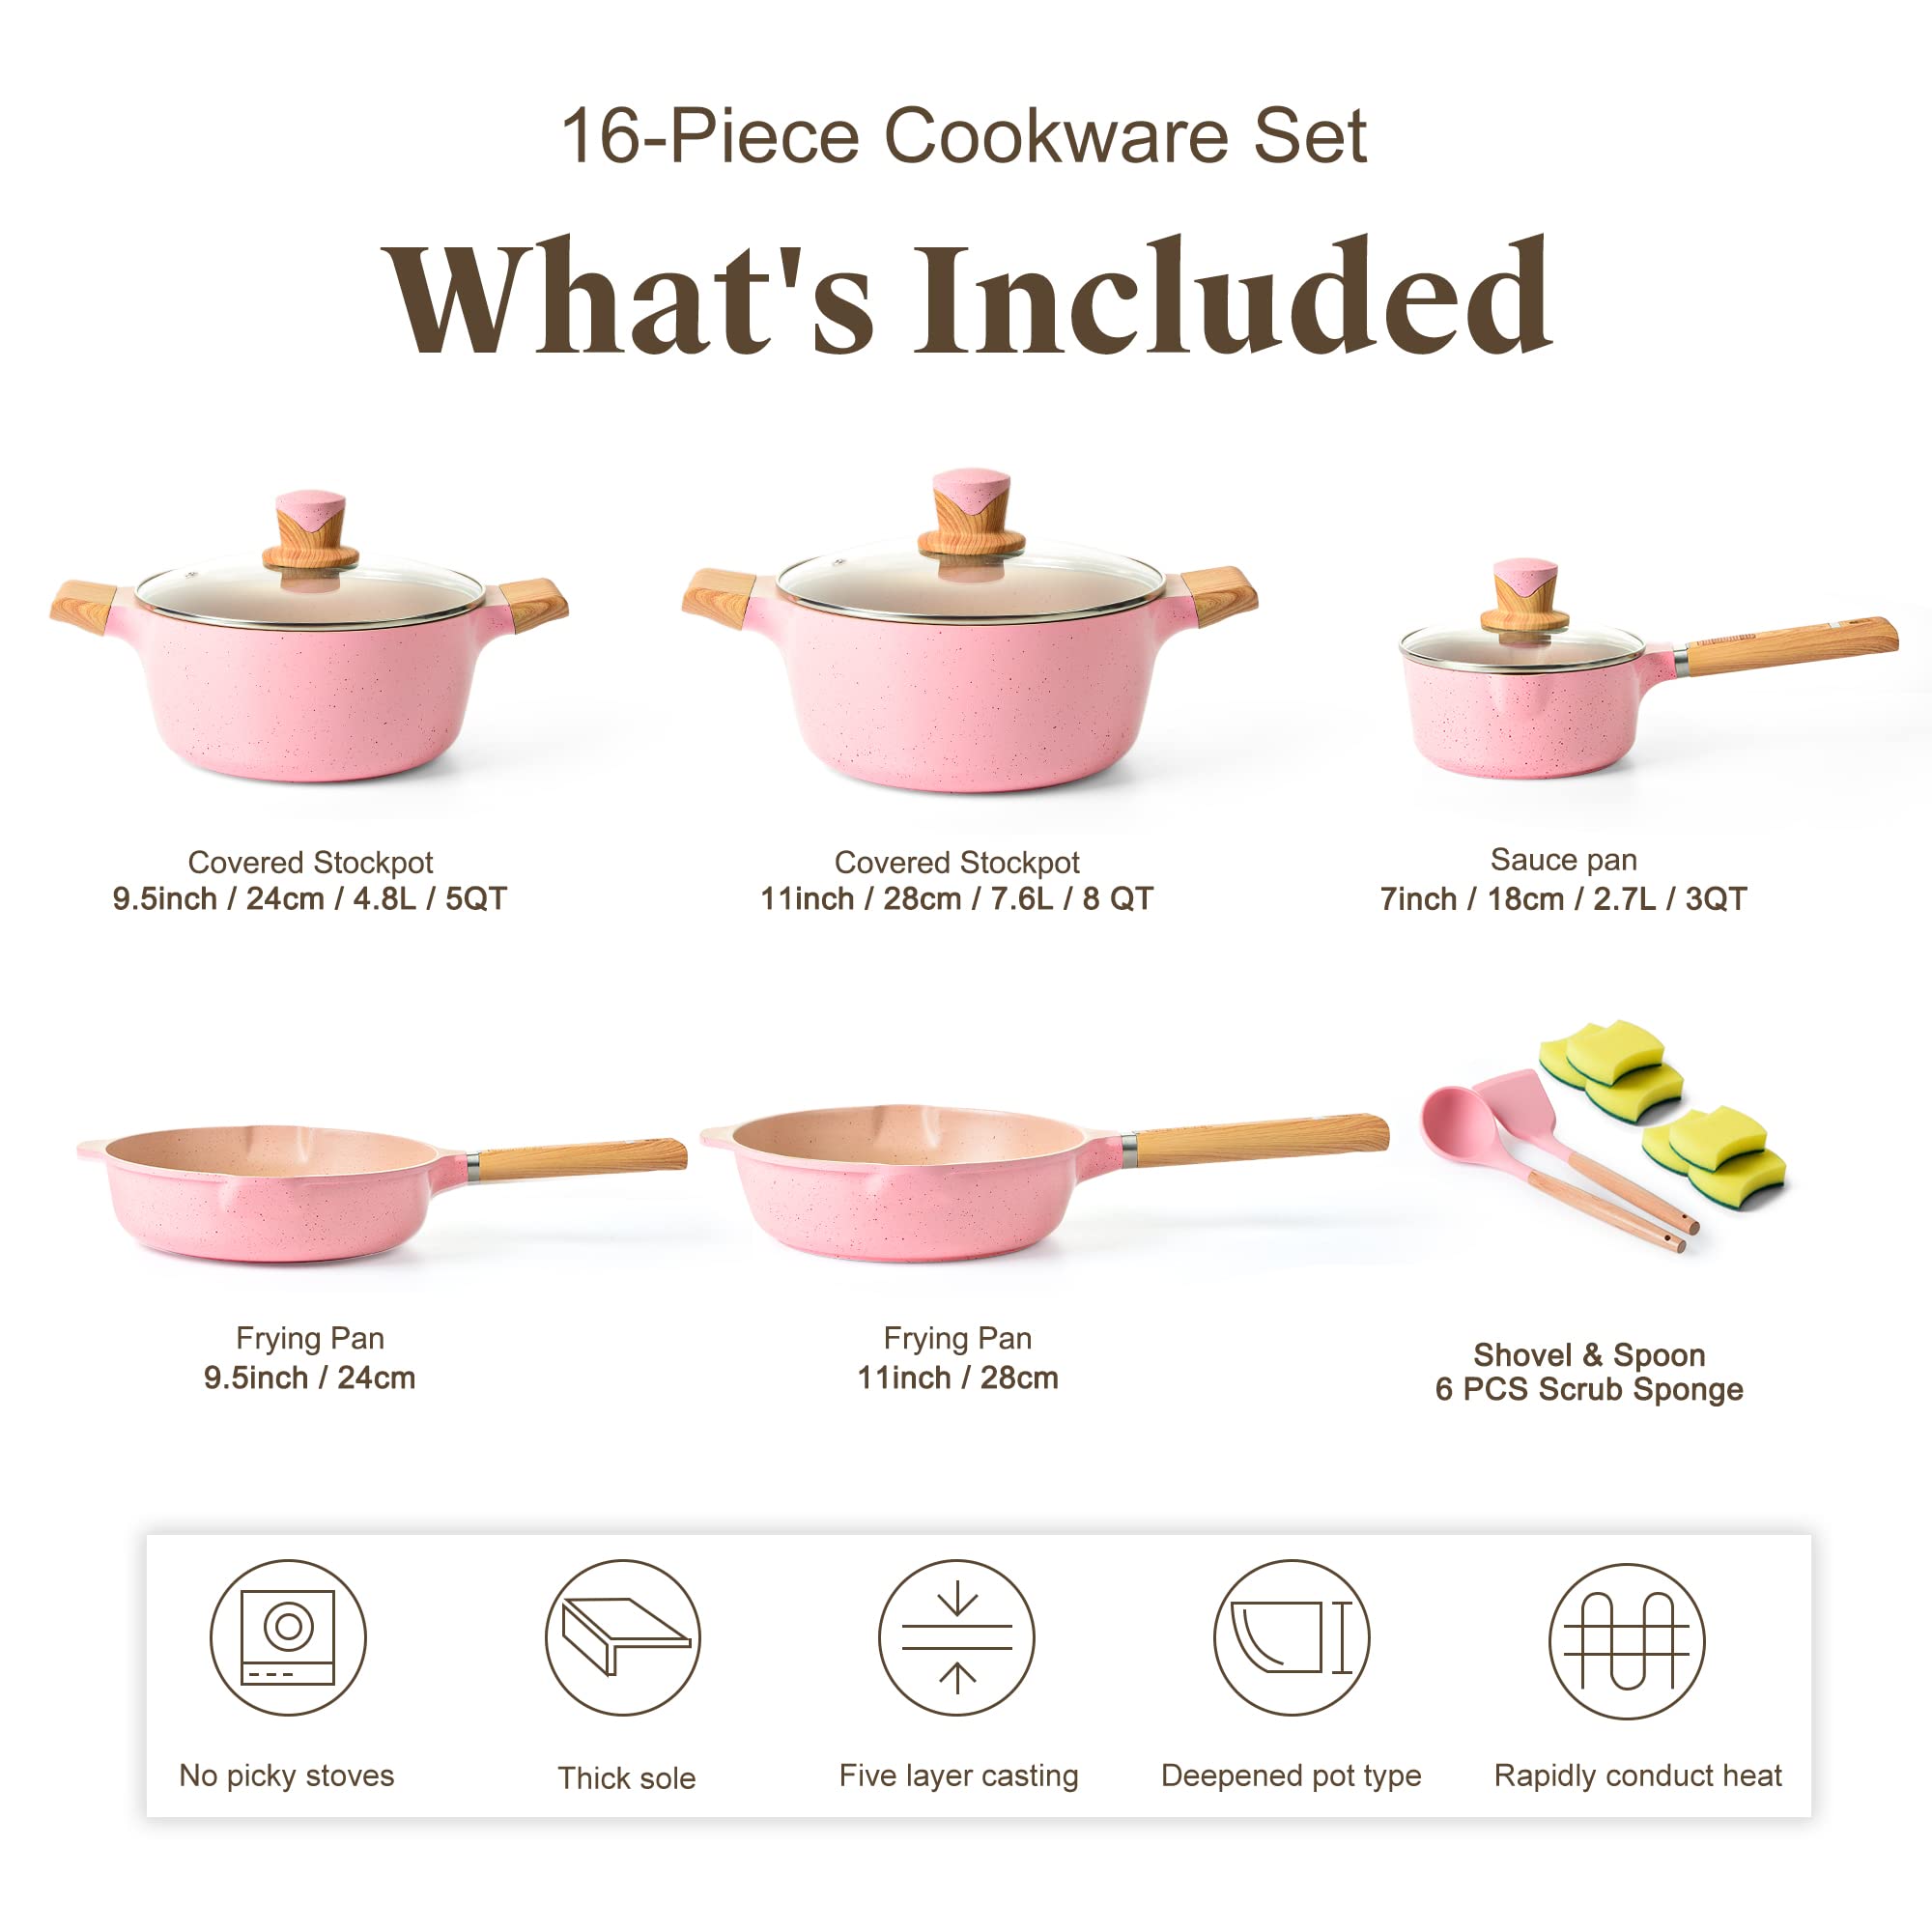 16-Piece Cookware Set
What's Included
Covered Stockpot
9.5inch / 24cm / 4.8L / 5QT
Covered Stockpot
11inch / 28cm / 7.6L / 8 QT
Sauce pan
7inch / 18cm / 2.7L / 3QT
Frying Pan
9.5inch / 24cm
Frying Pan
11inch / 28cm
Shovel & Spoon
6 PCS Scrub Sponge
No picky stoves
Thick sole
Five layer casting
Deepened pot type
Rapidly conduct heat